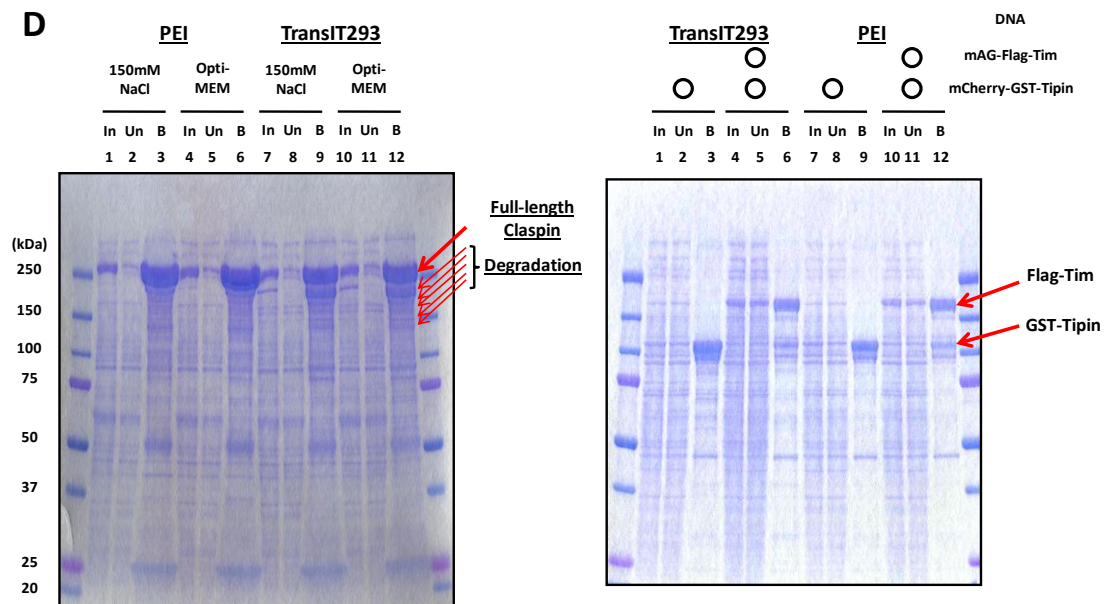 D
PEI TransIT293
150mM NaCl Opti-MEM 150mM NaCl Opti-MEM
In Un B In Un B In Un B In Un B
1 2 3 4 5 6 7 8 9 10 11 12
(kDa)
250
150
100
75
50
37
25
20
Full-length
Claspin
Degradation
DNA
TransIT293 PEI
mAG-Flag-Tim
mCherry-GST-Tipin
In Un B In Un B In Un B In Un B
1 2 3 4 5 6 7 8 9 10 11 12
Flag-Tim
GST-Tipin